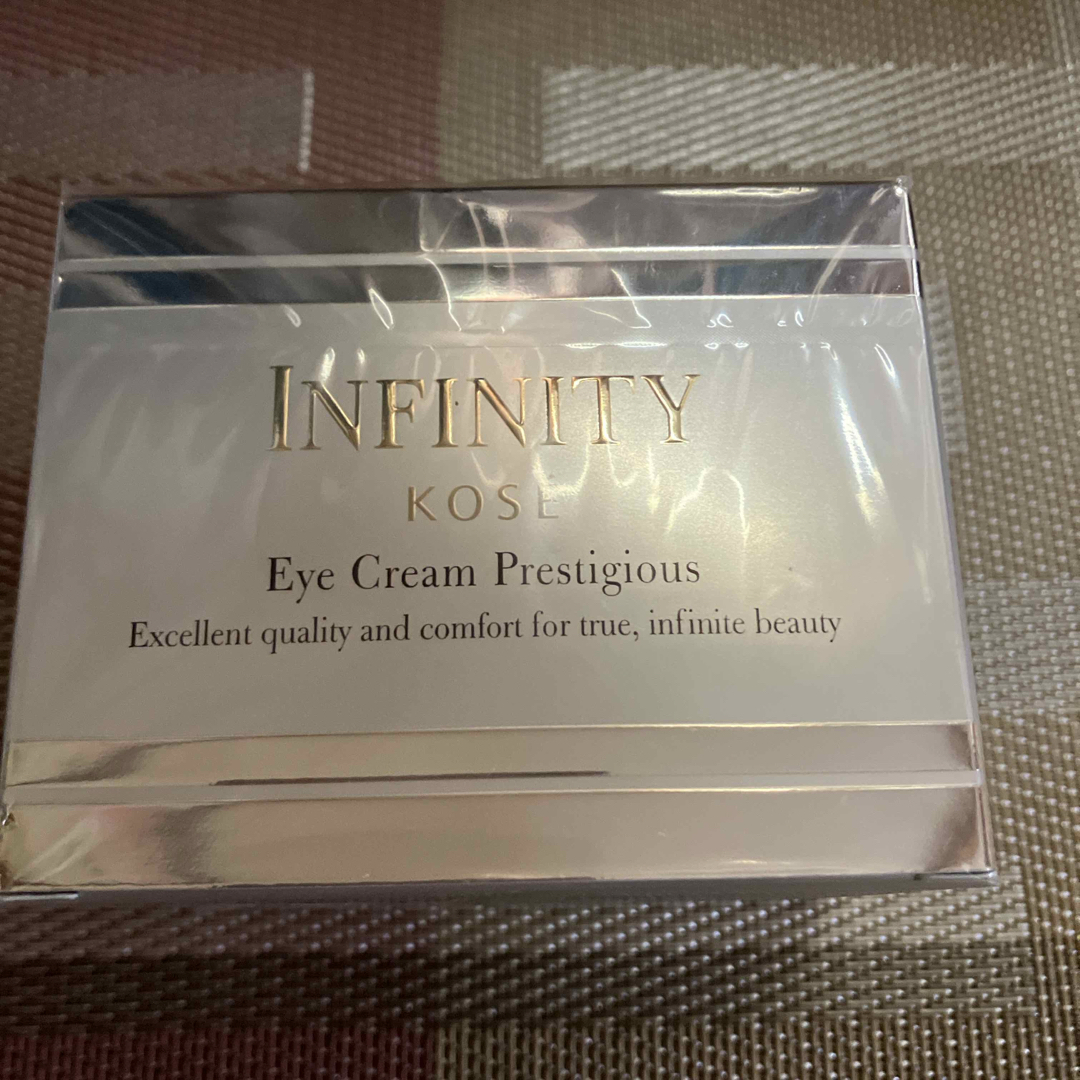 INFINITY
KOSE
Eye Cream Prestigious
Excellent quality and comfort for true, infinite beauty